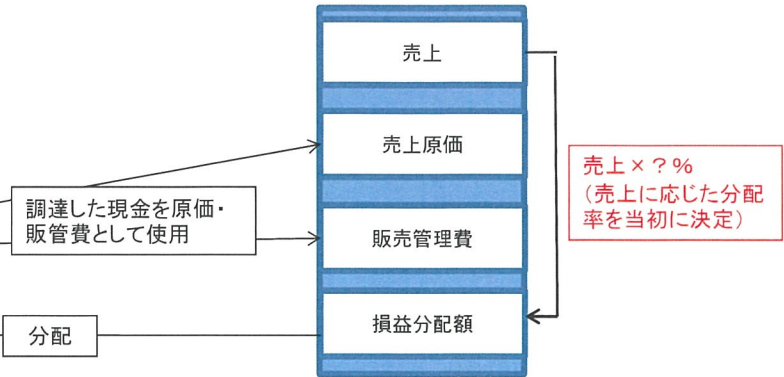 売上
売上原価
調達した現金を原価・
販管費として使用
販売管理費
損益分配額
分配
売上×？％
（売上に応じた分配
率を当初に決定）